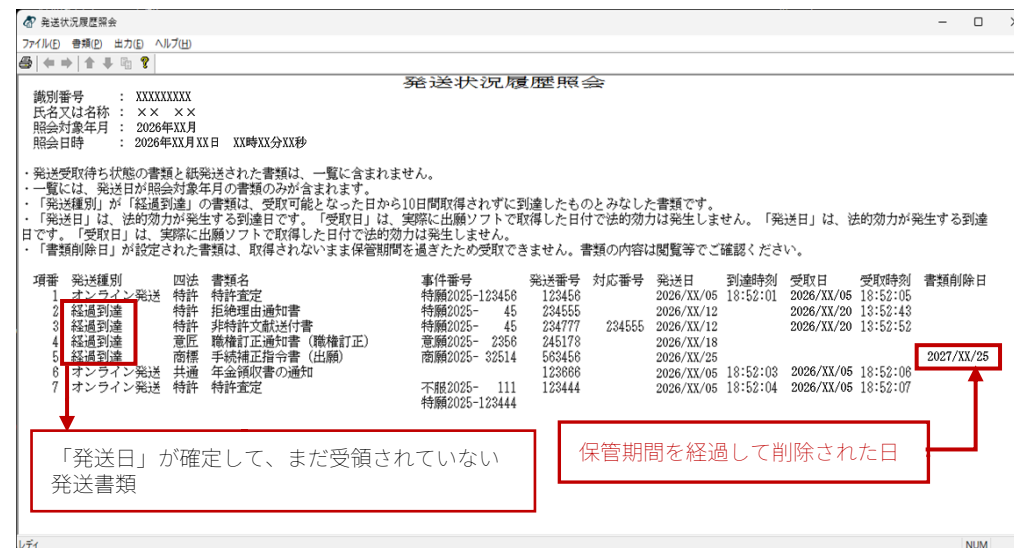 発送状況履歴照会
ファイル(F) 書類(P) 出力(E) ヘルプ(H)
発送状況履歴照会
識別番号 : XXXXXXXXX
氏名又は名称 : ×× ××
照会対象年月 : 2026年XX月
照会日時 : 2026年XX月XX日 XX時XX分XX秒
・発送受取待ち状態の書類と紙発送された書類は、一覧に含まれません。
・一覧には、発送日が照会対象年月の書類のみが含まれます。
・「発送種別」が「経過到達」の書類は、受取可能となった日から10日間取得されずに到達したものとみなした書類です。
・「発送日」は、法的効力が発生する到達日です。「受取日」は、実際に出願ソフトで取得した日付で法的効力は発生しません。「発送日」は、法的効力が発生する到達
日です。「受取日」は、実際に出願ソフトで取得した日付で法的効力は発生しません。
・「書類削除日」が設定された書類は、取得されないまま保管期間を過ぎたため受取できません。書類の内容は閲覧等でご確認ください。
項番 発送種別 四法 書類名 事件番号 発送番号 対応番号 発送日 到達時刻 受取日 受取時刻 書類削除日
1 オンライン発送 特許 特許査定 特願2025-123456 123456 2026/XX/05 18:52:01 2026/XX/05 18:52:05
2 経過到達 特許 拒絶理由通知書 特願2025- 45 234555 2026/XX/12 2026/XX/20 13:52:43
3 経過到達 特許 非特許文献送付書 特願2025- 45 234777 234555 2026/XX/12 2026/XX/20 13:52:52
4 経過到達 意匠 職権訂正通知書(職権訂正) 意願2025- 2356 245178 2026/XX/18
5 経過到達 商標 手続補正指令書(出願) 商願2025- 32514 563456 2026/XX/25 2027/XX/25
6 オンライン発送 共通 年金領収書の通知 123666 2026/XX/05 18:52:03 2026/XX/05 18:52:06
7 オンライン発送 特許 特許査定 不服2025- 111 123444 2026/XX/05 18:52:04 2026/XX/05 18:52:07
特願2025-123444
「発送日」が確定して、まだ受領されていない
発送書類
保管期間を経過して削除された日
レディ NUM